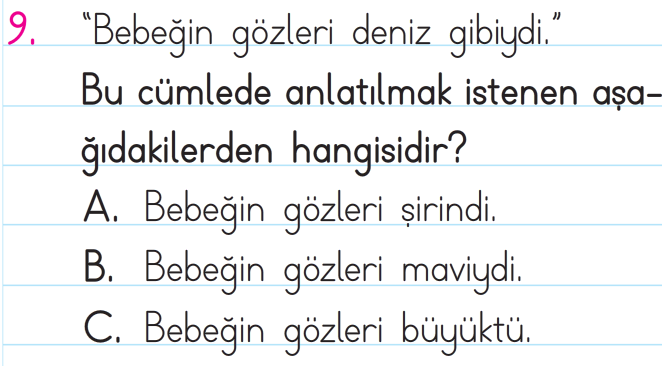 9. “Bebeğin gözleri deniz gibiydi.”
Bu cümlede anlatılmak istenen aşa-
ğıdakilerden hangisidir?
A. Bebeğin gözleri şirindi.
B. Bebeğin gözleri maviydi.
C. Bebeğin gözleri büyüktü.